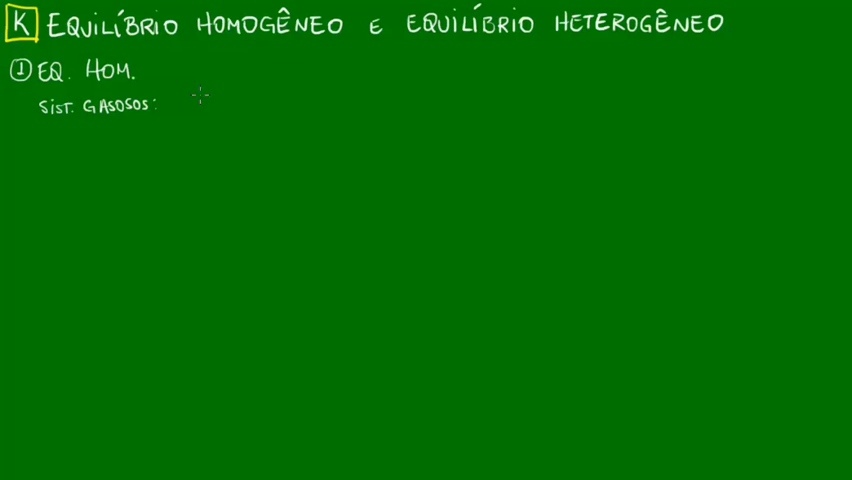 K EQUILÍBRIO HOMOGÊNEO E EQUILÍBRIO HETEROGÊNEO
① EQ. HOM.
SIST. GASOSOS: